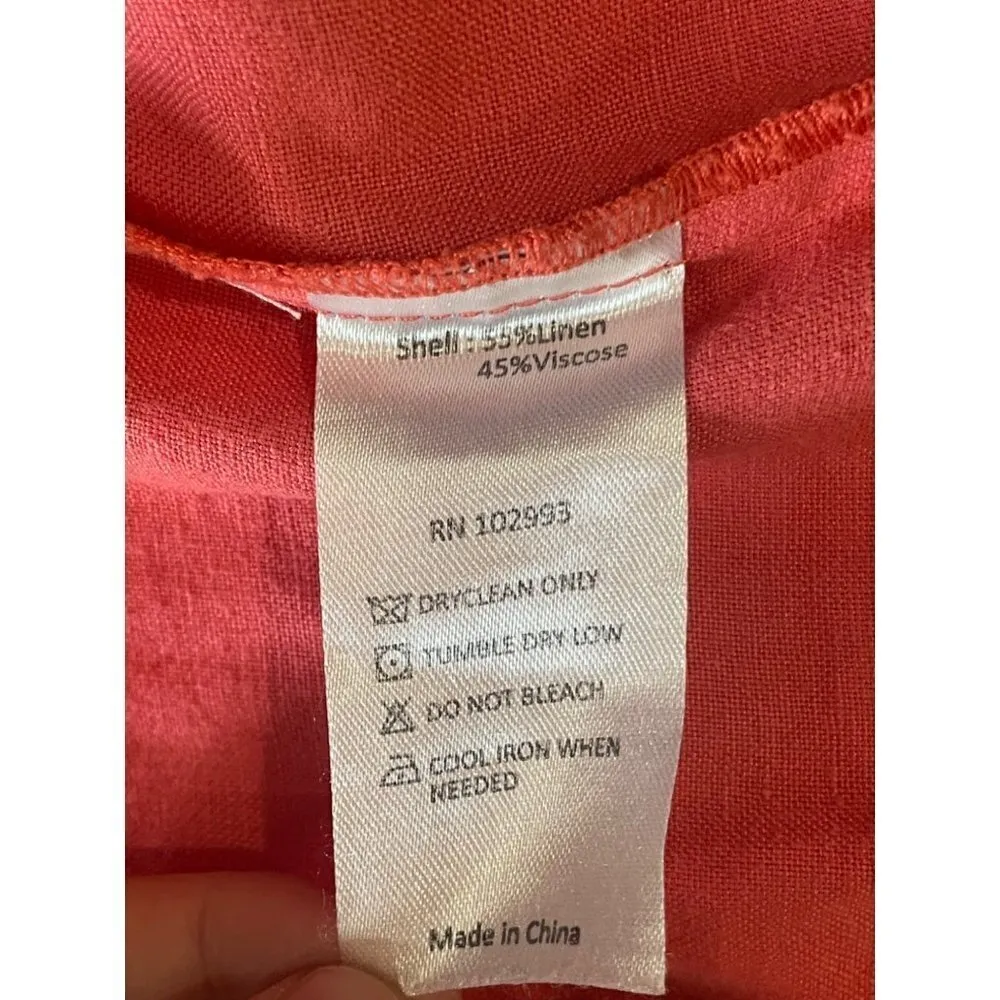 Shell : 55%Linen
45%Viscose
RN 102993
DRYCLEAN ONLY
TUMBLE DRY LOW
DO NOT BLEACH
COOL IRON WHEN
NEEDED
Made in China